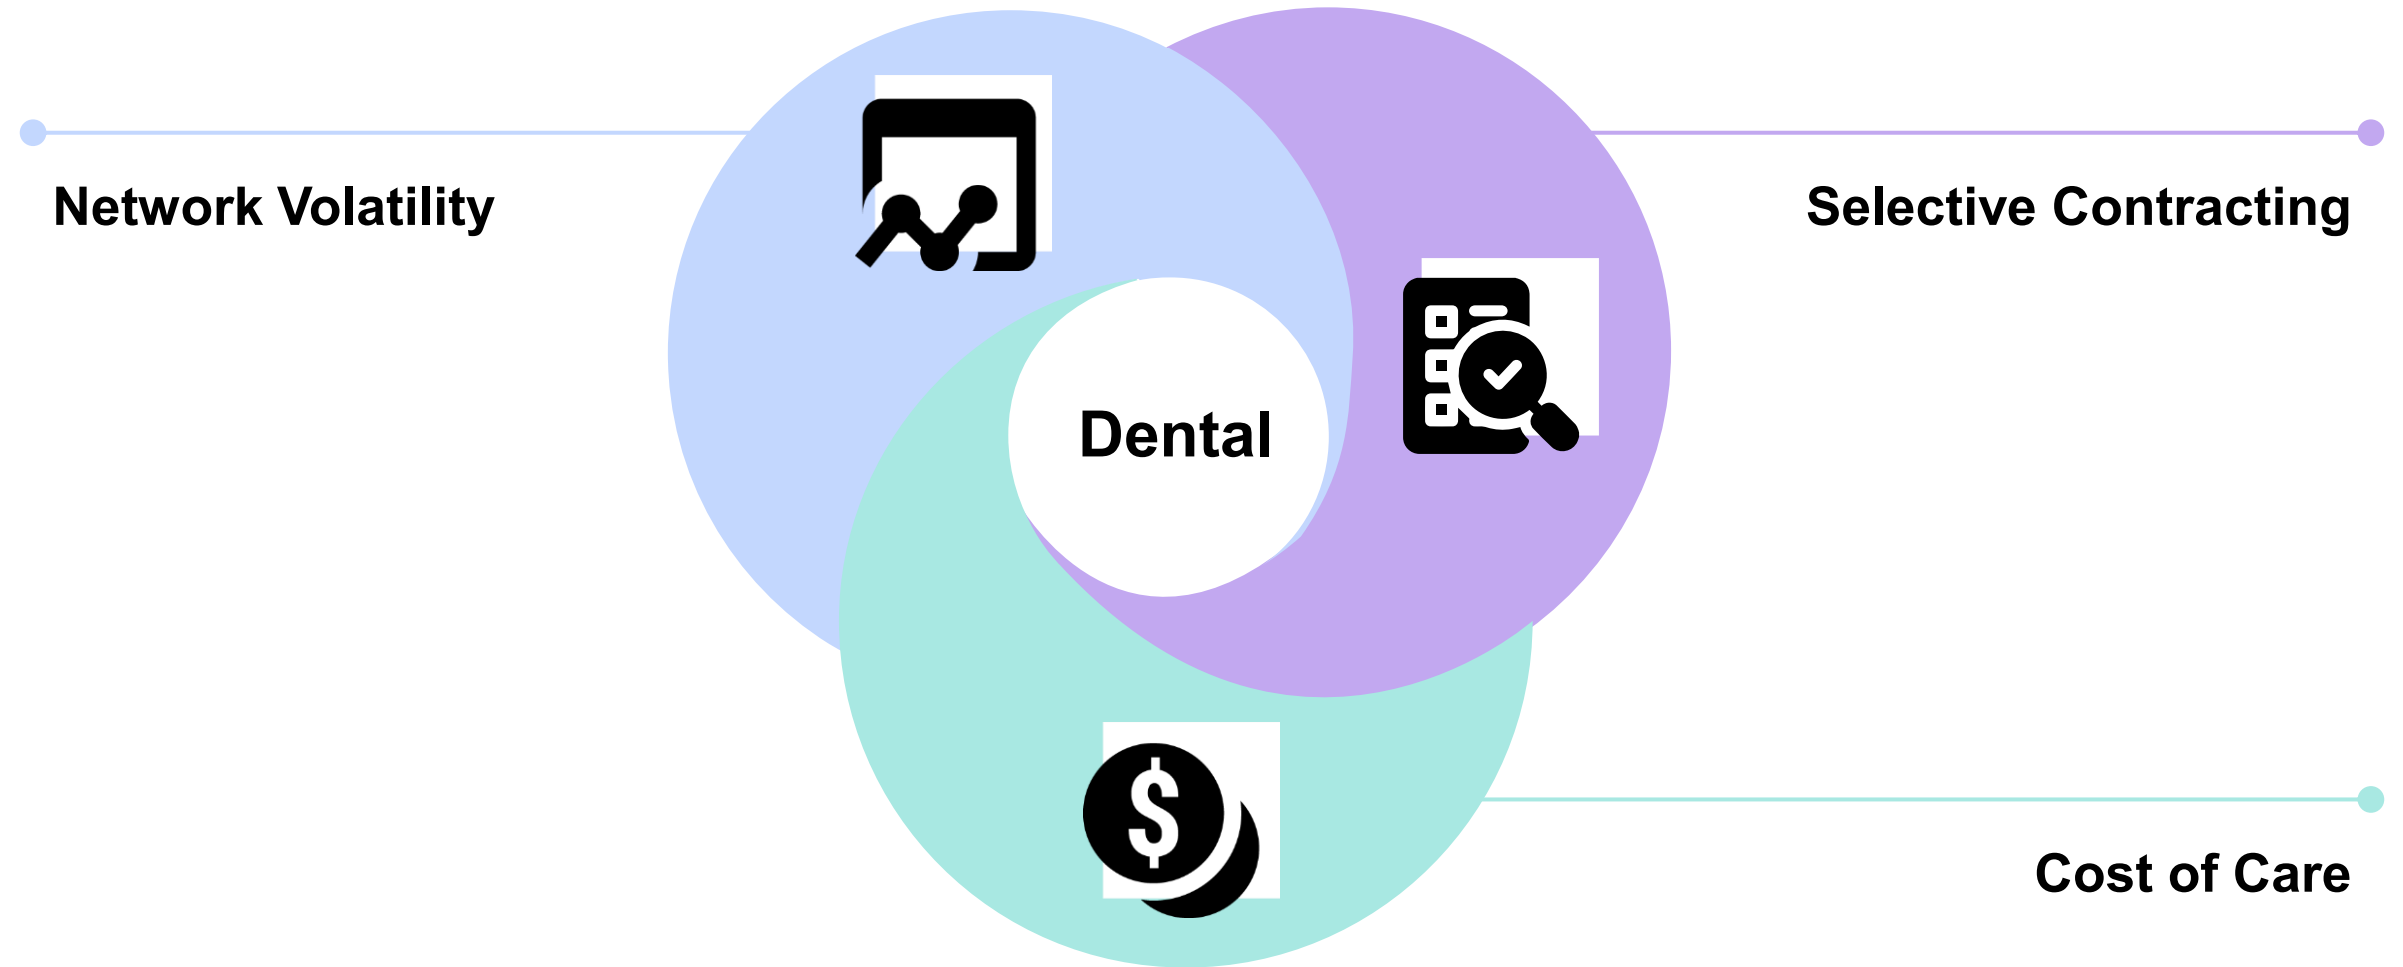 Network Volatility
Selective Contracting
Dental
$
Cost of Care